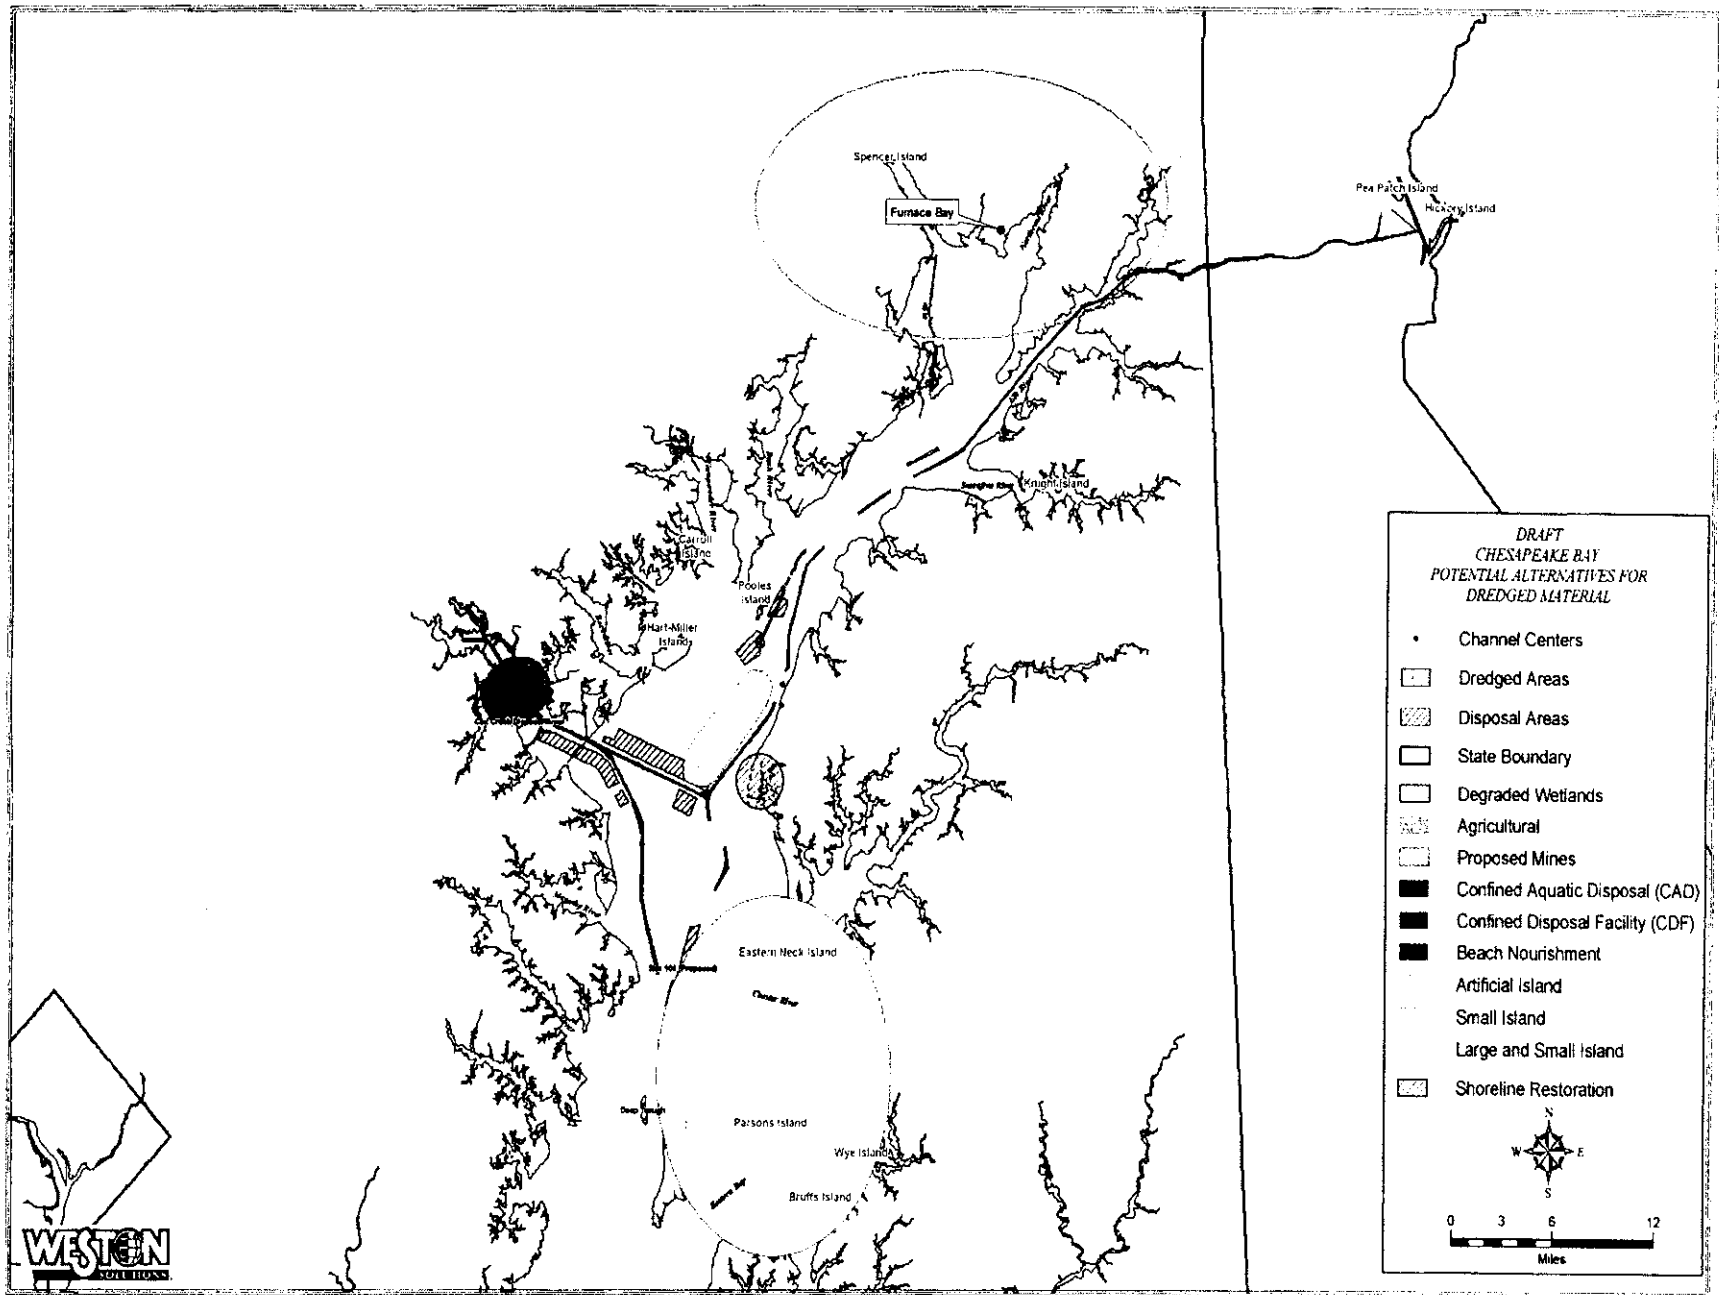 Spencer Island
Furnace Bay
Pea Patch Island
Hickory Island
Knight Island
Carroll
Island
Pooles
Island
Hart-Miller
Island
Eastern Neck Island
Chester River
Parsons Island
Wye Island
Bruffs Island
DRAFT
CHESAPEAKE BAY
POTENTIAL ALTERNATIVES FOR
DREDGED MATERIAL
Channel Centers
Dredged Areas
Disposal Areas
State Boundary
Degraded Wetlands
Agricultural
Proposed Mines
Confined Aquatic Disposal (CAD)
Confined Disposal Facility (CDF)
Beach Nourishment
Artificial Island
Small Island
Large and Small Island
Shoreline Restoration
N
W E
S
0 3 6 12
Miles
WESTON
SOLUTIONS